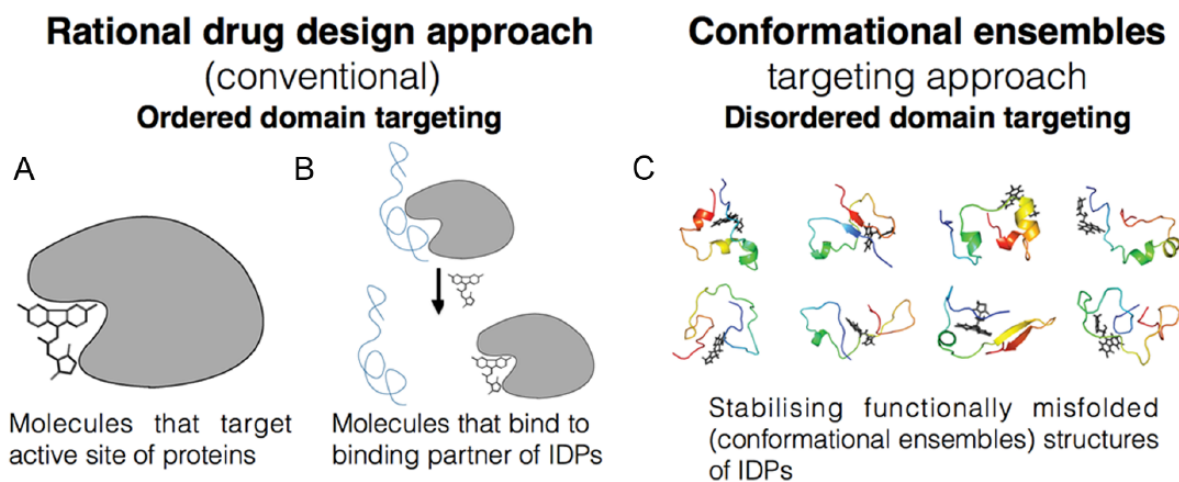 Rational drug design approach
(conventional)
Ordered domain targeting
Conformational ensembles
targeting approach
Disordered domain targeting
A
Molecules that target
active site of proteins
B
Molecules that bind to
binding partner of IDPs
C
Stabilising functionally misfolded
(conformational ensembles) structures
of IDPs